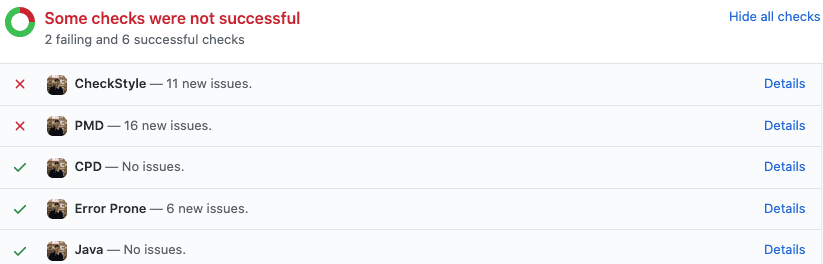 Some checks were not successful
Hide all checks
2 failing and 6 successful checks
CheckStyle — 11 new issues.
Details
PMD — 16 new issues.
Details
CPD — No issues.
Details
Error Prone — 6 new issues.
Details
Java — No issues.
Details